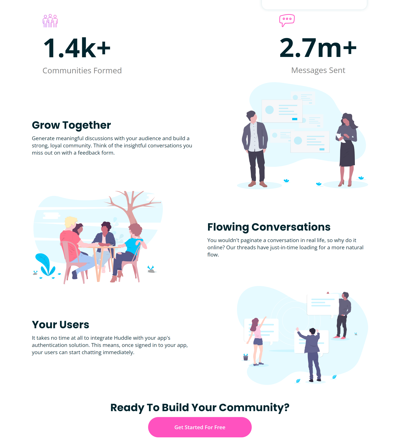 1.4k+
2.7m+
Communities Formed
Messages Sent
Grow Together
Generate meaningful discussions with your audience and build a
strong, loyal community. Think of the insightful conversations you
miss out on with a feedback form.
Flowing Conversations
You wouldn't paginate a conversation in real life, so why do it
online? Our threads have just-in-time loading for a more natural
flow.
Your Users
It takes no time at all to integrate Huddle with your app's
authentication solution. This means, once signed in to your app,
your users can start chatting immediately.
Ready To Build Your Community?
Get Started For Free